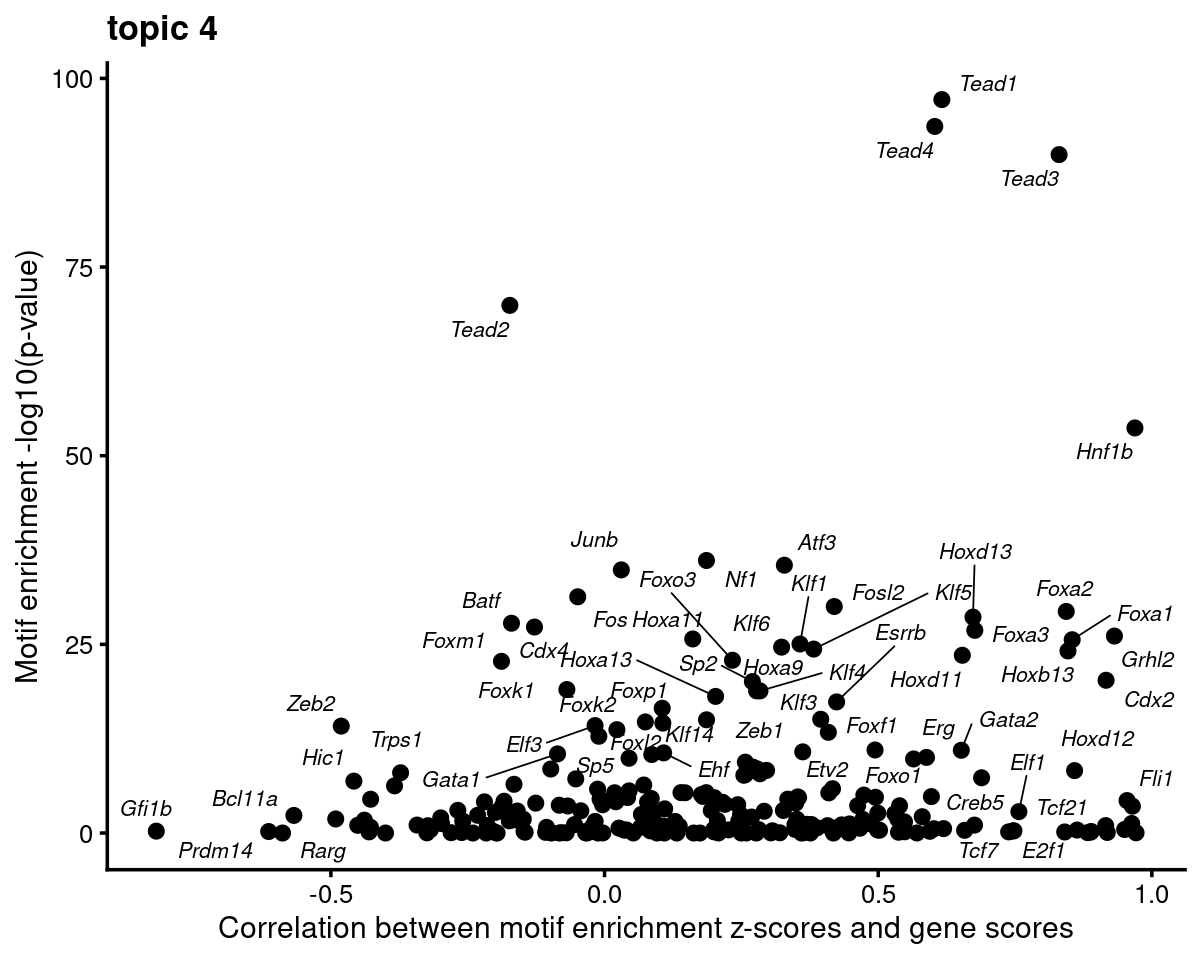 topic 4
Motif enrichment -log10(p-value)
100
75
50
25
0
Tead1
Tead4
Tead3
Tead2
Hnf1b
Junb
Atf3
Hoxd13
Foxo3
Nf1
Klf1
Fosl2
Klf5
Foxa2
Batf
Fos
Hoxa11
Klf6
Esrrb
Foxa1
Foxm1
Cdx4
Foxa3
Hoxa13
Sp2
Hoxa9
Klf4
Hoxd11
Hoxb13
Grhl2
Foxk1
Foxp1
Klf3
Cdx2
Zeb2
Foxk2
Foxl2
Klf14
Zeb1
Foxf1
Erg
Gata2
Hic1
Trps1
Elf3
Hoxd12
Gata1
Sp5
Ehf
Etv2
Foxo1
Elf1
Fli1
Gfi1b
Bcl11a
Creb5
Tcf21
Prdm14
Rarg
Tcf7
E2f1
-0.5
0.0
0.5
1.0
Correlation between motif enrichment z-scores and gene scores